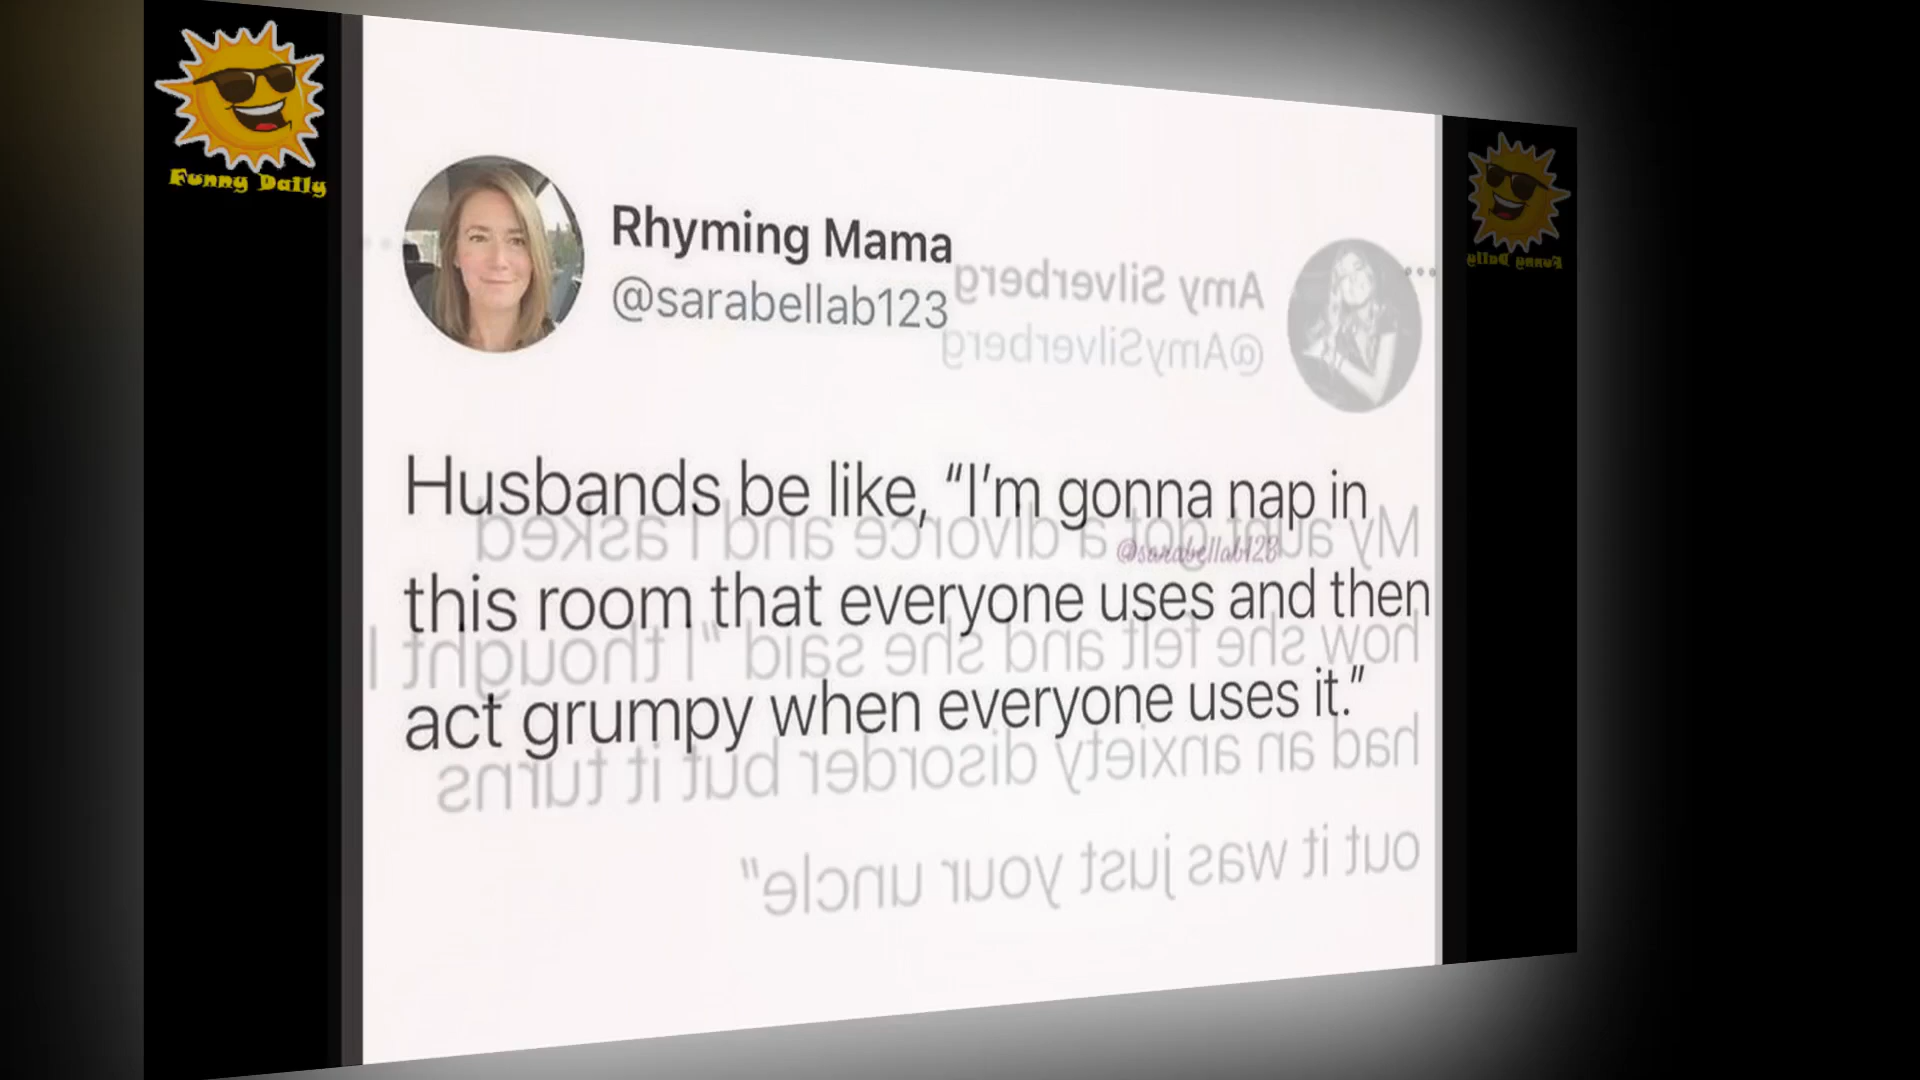 Funny Daily
Funny Daily
Rhyming Mama
@sarabellab123
Amy Silverberg
@AmySilverberg
Husbands be like, “I’m gonna nap in
@sarabellab123
this room that everyone uses and then
act grumpy when everyone uses it.”
My aunt got a divorce and I asked
how she felt and she said "I thought I
had an anxiety disorder but it turns
out it was just your uncle"